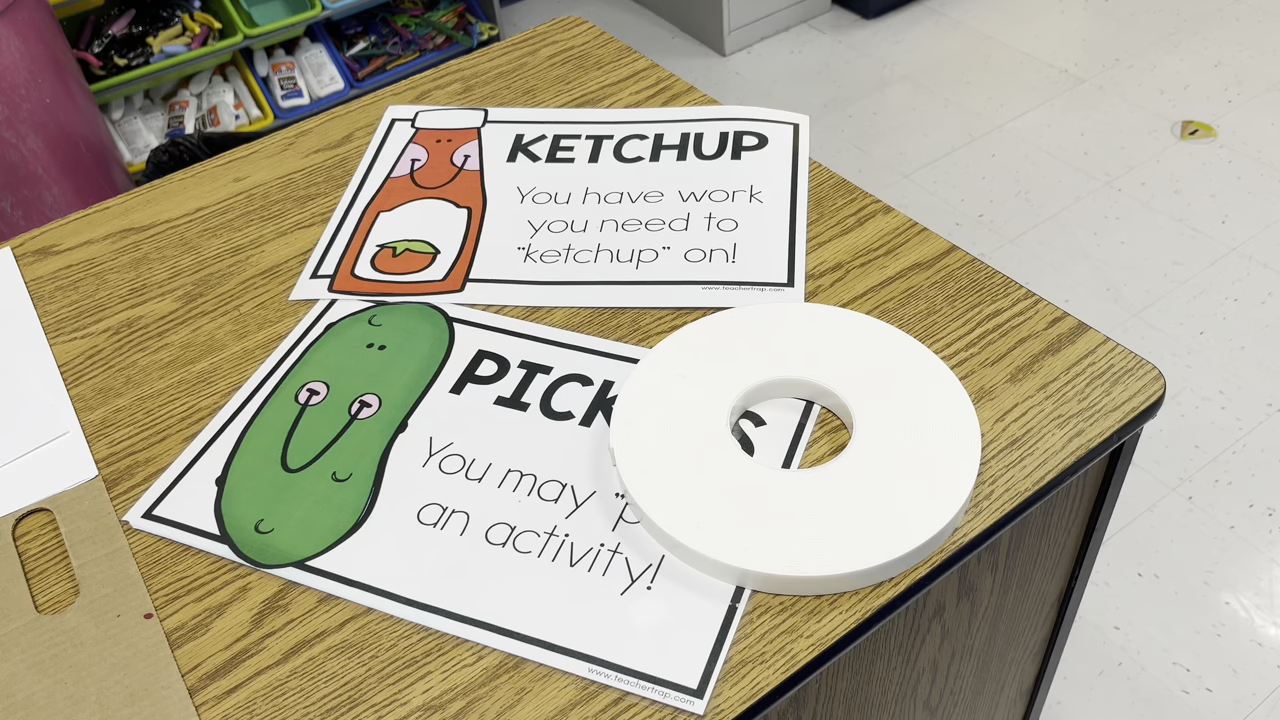 KETCHUP
You have work
you need to
"ketchup" on!
www.teachertrap.com
You may
an activity!
www.teachertrap.com